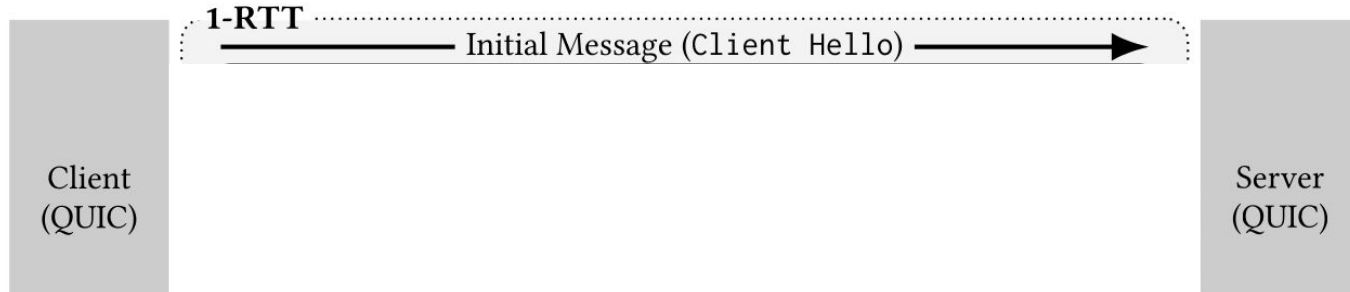 1-RTT
Initial Message (Client Hello)
Client
(QUIC)
Server
(QUIC)